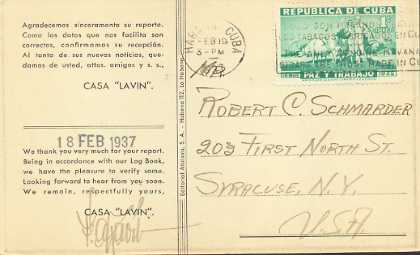 Agradecemos sinceramente su reporte.
Como los datos que nos facilita son
correctos, confirmamos su recepción.
Al tanto de sus nuevas noticias, que-
damos de usted, attos. amigos y s. s.,
CASA "LAVIN".
18 FEB 1937
We thank you very much for your report.
Being in accordance with our Log Book,
we have the pleasure to verify same.
Looking forward to hear from you soon.
We remain, respectfully yours,
CASA "LAVIN".
CUBA
FEB 19
5-PM
REPUBLICA DE CUBA
PAZ Y TRABAJO
ROBERT C. SCHMARDER
203 FIRST NORTH ST.
SYRACUSE, N.Y.
USA